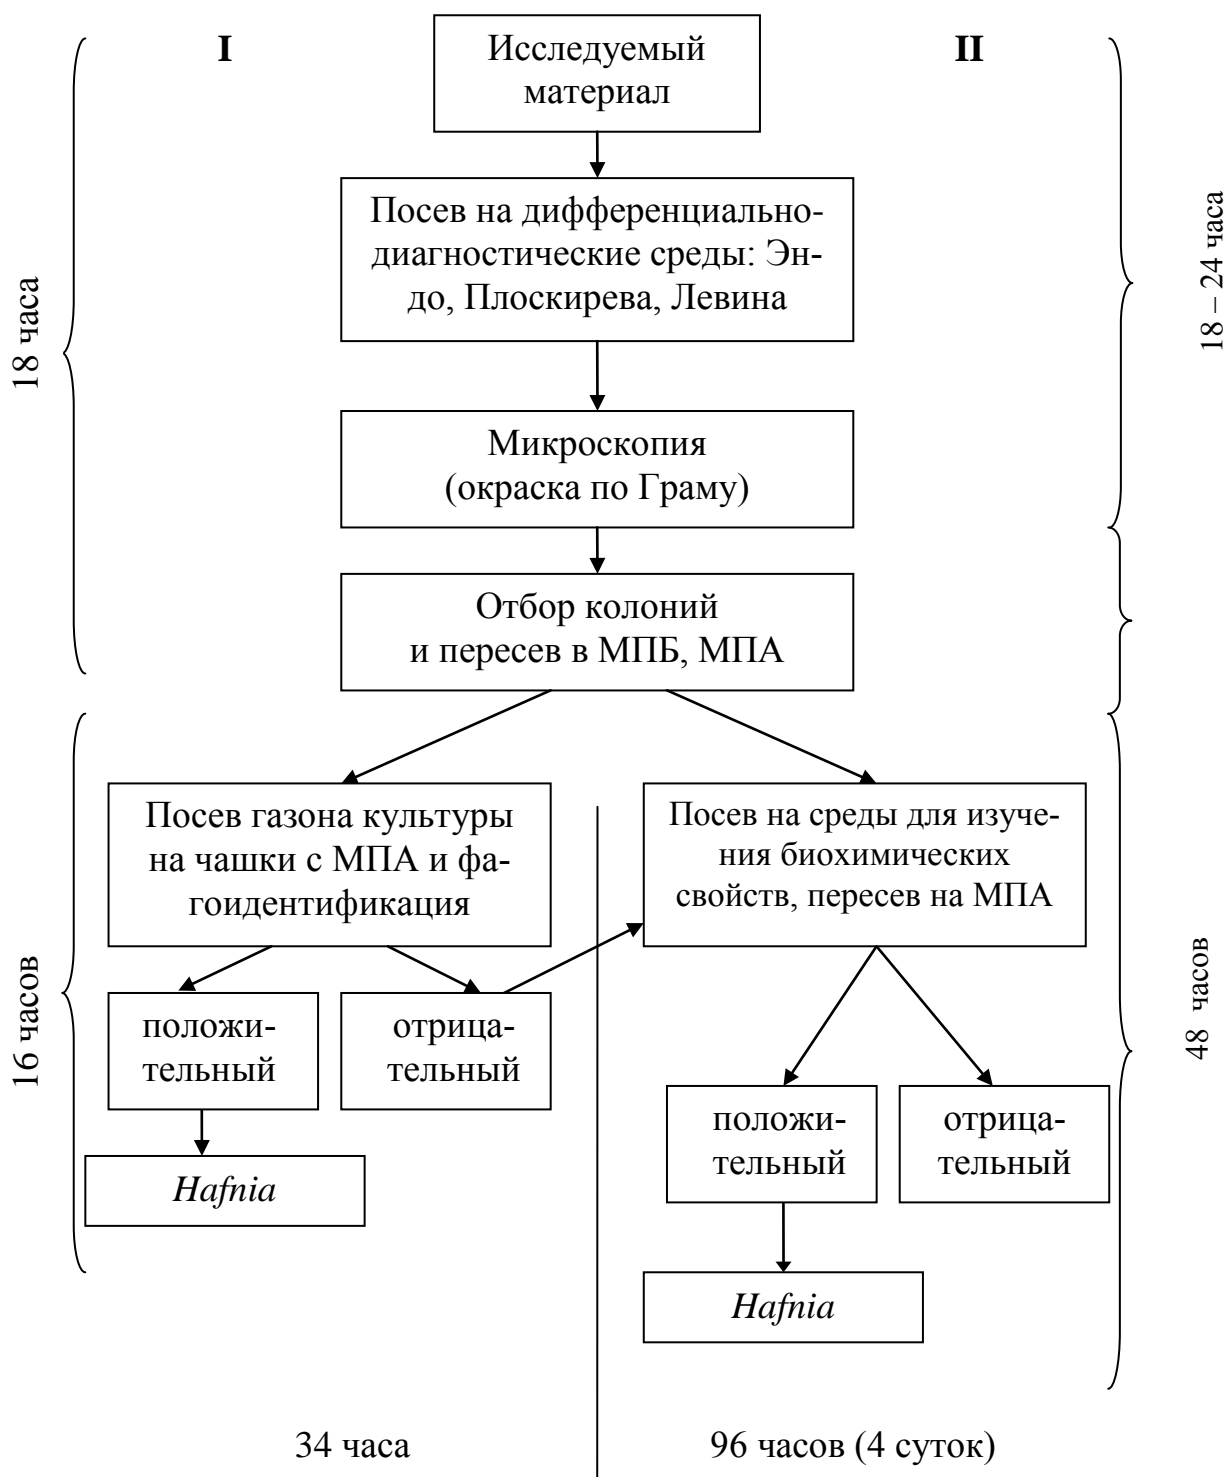 I
Исследуемый
материал
II
Посев на дифференциально-
диагностические среды: Эн-
до, Плоскирева, Левина
18 часа
18 – 24 часа
Микроскопия
(окраска по Граму)
Отбор колоний
и пересев в МПБ, МПА
Посев газона культуры
на чашки с МПА и фа-
гоидентификация
Посев на среды для изуче-
ния биохимических
свойств, пересев на МПА
16 часов
48 часов
положи-
тельный
отрица-
тельный
положи-
тельный
отрица-
тельный
Hafnia
Hafnia
34 часа
96 часов (4 суток)